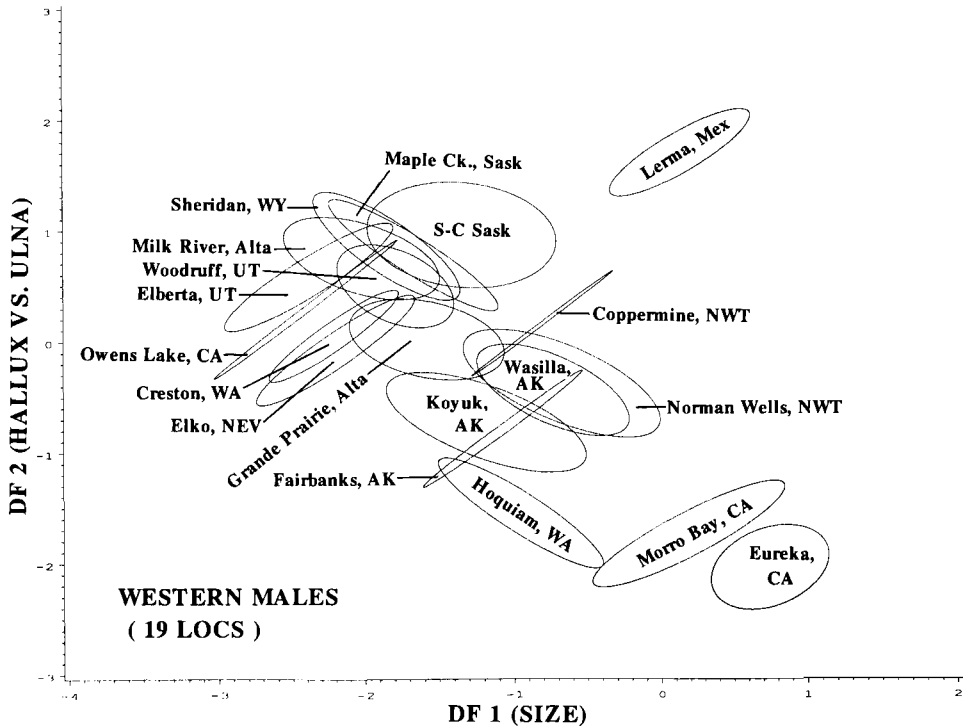 3
2
1
0
−1
−2
−3
DF 2 (HALLUX VS. ULNA)
Lerma, Mex
Maple Ck., Sask
Sheridan, WY
S-C Sask
Milk River, Alta
Woodruff, UT
Elberta, UT
Coppermine, NWT
Owens Lake, CA
Wasilla,
AK
Creston, WA
Koyuk,
AK
Norman Wells, NWT
Elko, NEV
Grande Prairie, Alta
Fairbanks, AK
Hoquiam, WA
Morro Bay, CA
Eureka,
CA
WESTERN MALES
( 19 LOCS )
−4
−3
−2
−1
0
1
2
DF 1 (SIZE)